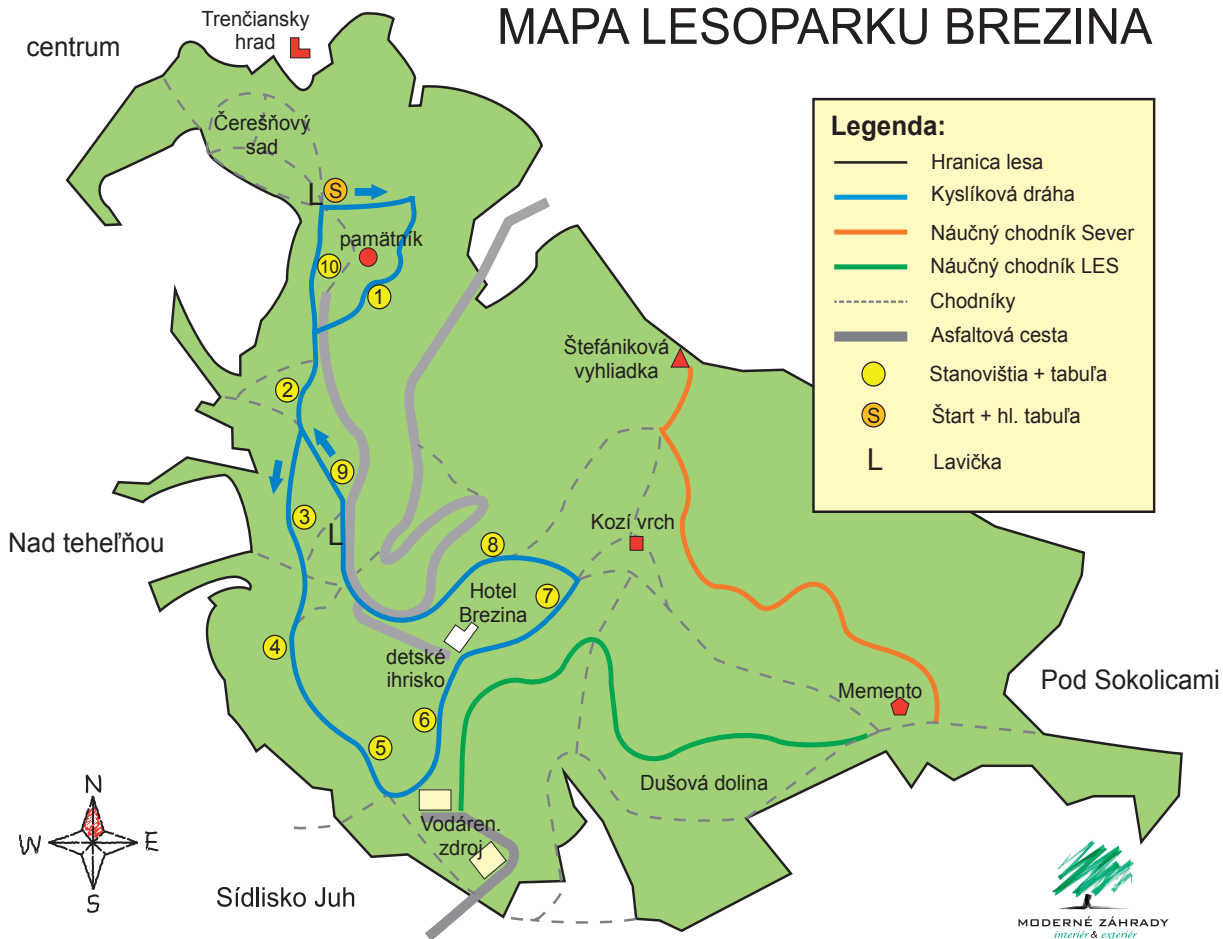 MAPA LESOPARKU BREZINA
Trenčiansky
hrad
centrum
Čerešňový
sad
L
S
pamätník
10
1
2
9
3
L
Nad teheľňou
8
7
Hotel
Brezina
4
detské
ihrisko
6
5
Štefániková
vyhliadka
Kozí vrch
Memento
Pod Sokolicami
Dušová dolina
Vodáren.
zdroj
Sídlisko Juh
N
W
E
S
Legenda:
Hranica lesa
Kyslíková dráha
Náučný chodník Sever
Náučný chodník LES
Chodníky
Asfaltová cesta
Stanovištia + tabuľa
S
Štart + hl. tabuľa
L
Lavička
MODERNÉ ZÁHRADY
interiér & exteriér